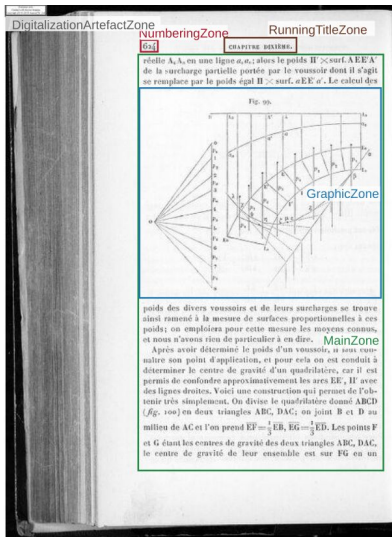 DigitalizationArtefactZone
NumberingZone
RunningTitleZone
624
CHAPITRE DIXIÈME.
réelle A, A₁ en une ligne a, a₁; alors le poids Π′ × surf. AEE′A′
de la surcharge partielle portée par le voussoir dont il s'agit
se remplace par le poids égal Π × surf. aEE′a′. Le calcul des
Fig. 99.
GraphicZone
poids des divers voussoirs et de leurs surcharges se trouve
ainsi ramené à la mesure de surfaces proportionnelles à ces
poids; on emploiera pour cette mesure les moyens connus,
et nous n'avons rien de particulier à en dire.
MainZone
Après avoir déterminé le poids d'un voussoir, il faut con-
naître son point d'application, et pour cela on est conduit à
déterminer le centre de gravité d'un quadrilatère, car il est
permis de confondre approximativement les arcs EE′, II′ avec
des lignes droites. Voici une construction qui permet de l'ob-
tenir très simplement. On divise le quadrilatère donné ABCD
(fig. 100) en deux triangles ABC, DAC; on joint B et D au
milieu de AC et l'on prend EF = 1/3 EB, EG = 1/3 ED. Les points F
et G étant les centres de gravité des deux triangles ABC, DAC,
le centre de gravité de leur ensemble est sur FG en un